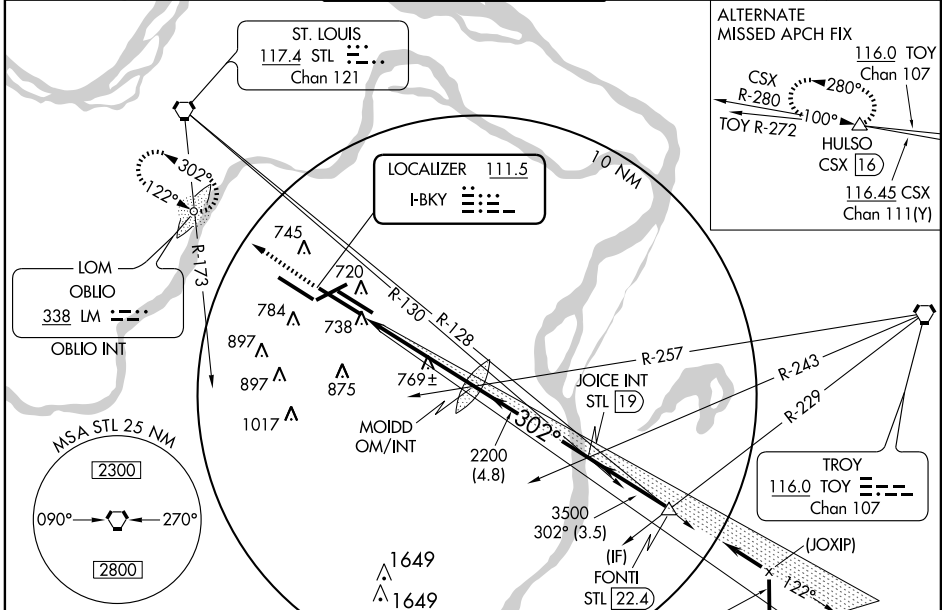 ST. LOUIS
117.4 STL
Chan 121
ALTERNATE
MISSED APCH FIX
116.0 TOY
Chan 107
CSX
R-280
280°
100°
TOY R-272
HULSO
CSX 16
116.45 CSX
Chan 111(Y)
10 NM
LOCALIZER 111.5
I-BKY
302°
122°
R-173
LOM
OBLIO
338 LM
OBLIO INT
745
720
784
738
897
897
875
769±
1017
R-130
R-128
R-257
R-243
R-229
JOICE INT
STL 19
MOIDD
OM/INT
302°
2200
(4.8)
3500
302° (3.5)
(IF)
FONTI
STL 22.4
TROY
116.0 TOY
Chan 107
(JOXIP)
122°
MSA STL 25 NM
2300
090°
270°
2800
1649
1649